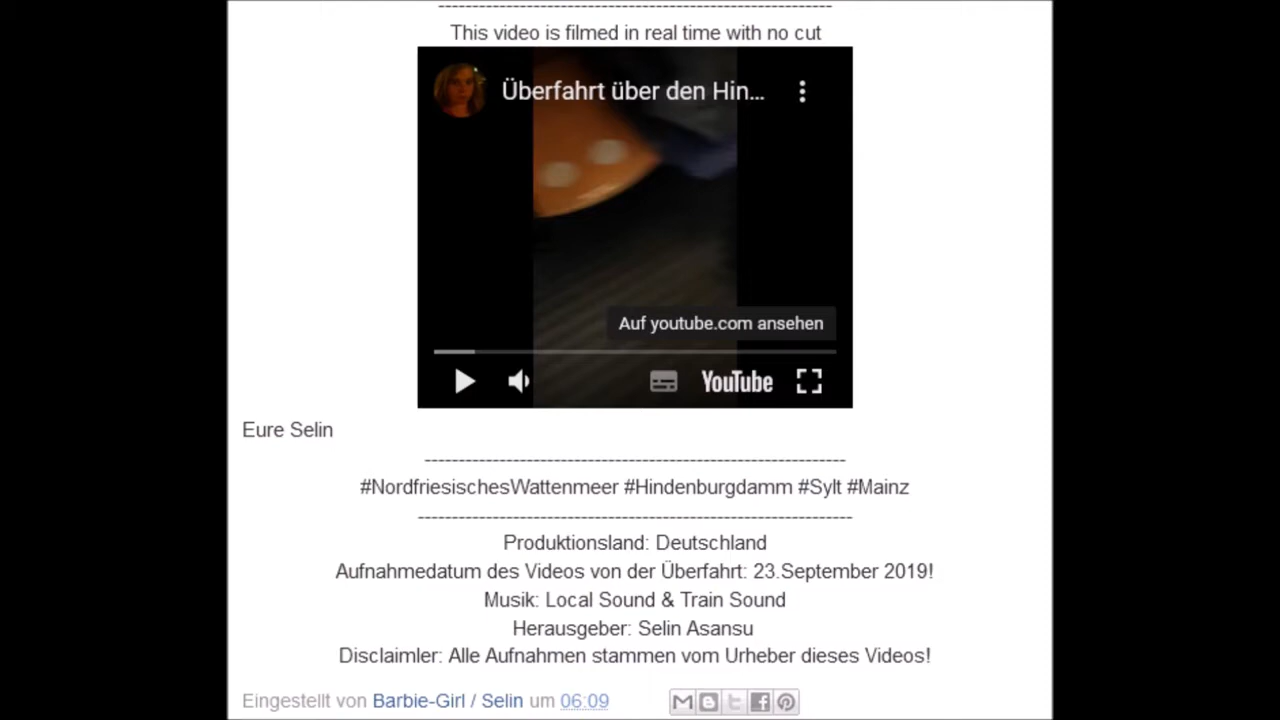 ------------------------------------------------------------
This video is filmed in real time with no cut
Überfahrt über den Hin...
Auf youtube.com ansehen
YouTube
Eure Selin
----------------------------------------------------------------
#NordfriesischesWattenmeer #Hindenburgdamm #Sylt #Mainz
------------------------------------------------------------------
Produktionsland: Deutschland
Aufnahmedatum des Videos von der Überfahrt: 23.September 2019!
Musik: Local Sound & Train Sound
Herausgeber: Selin Asansu
Disclaimler: Alle Aufnahmen stammen vom Urheber dieses Videos!
Eingestellt von Barbie-Girl / Selin um 06:09